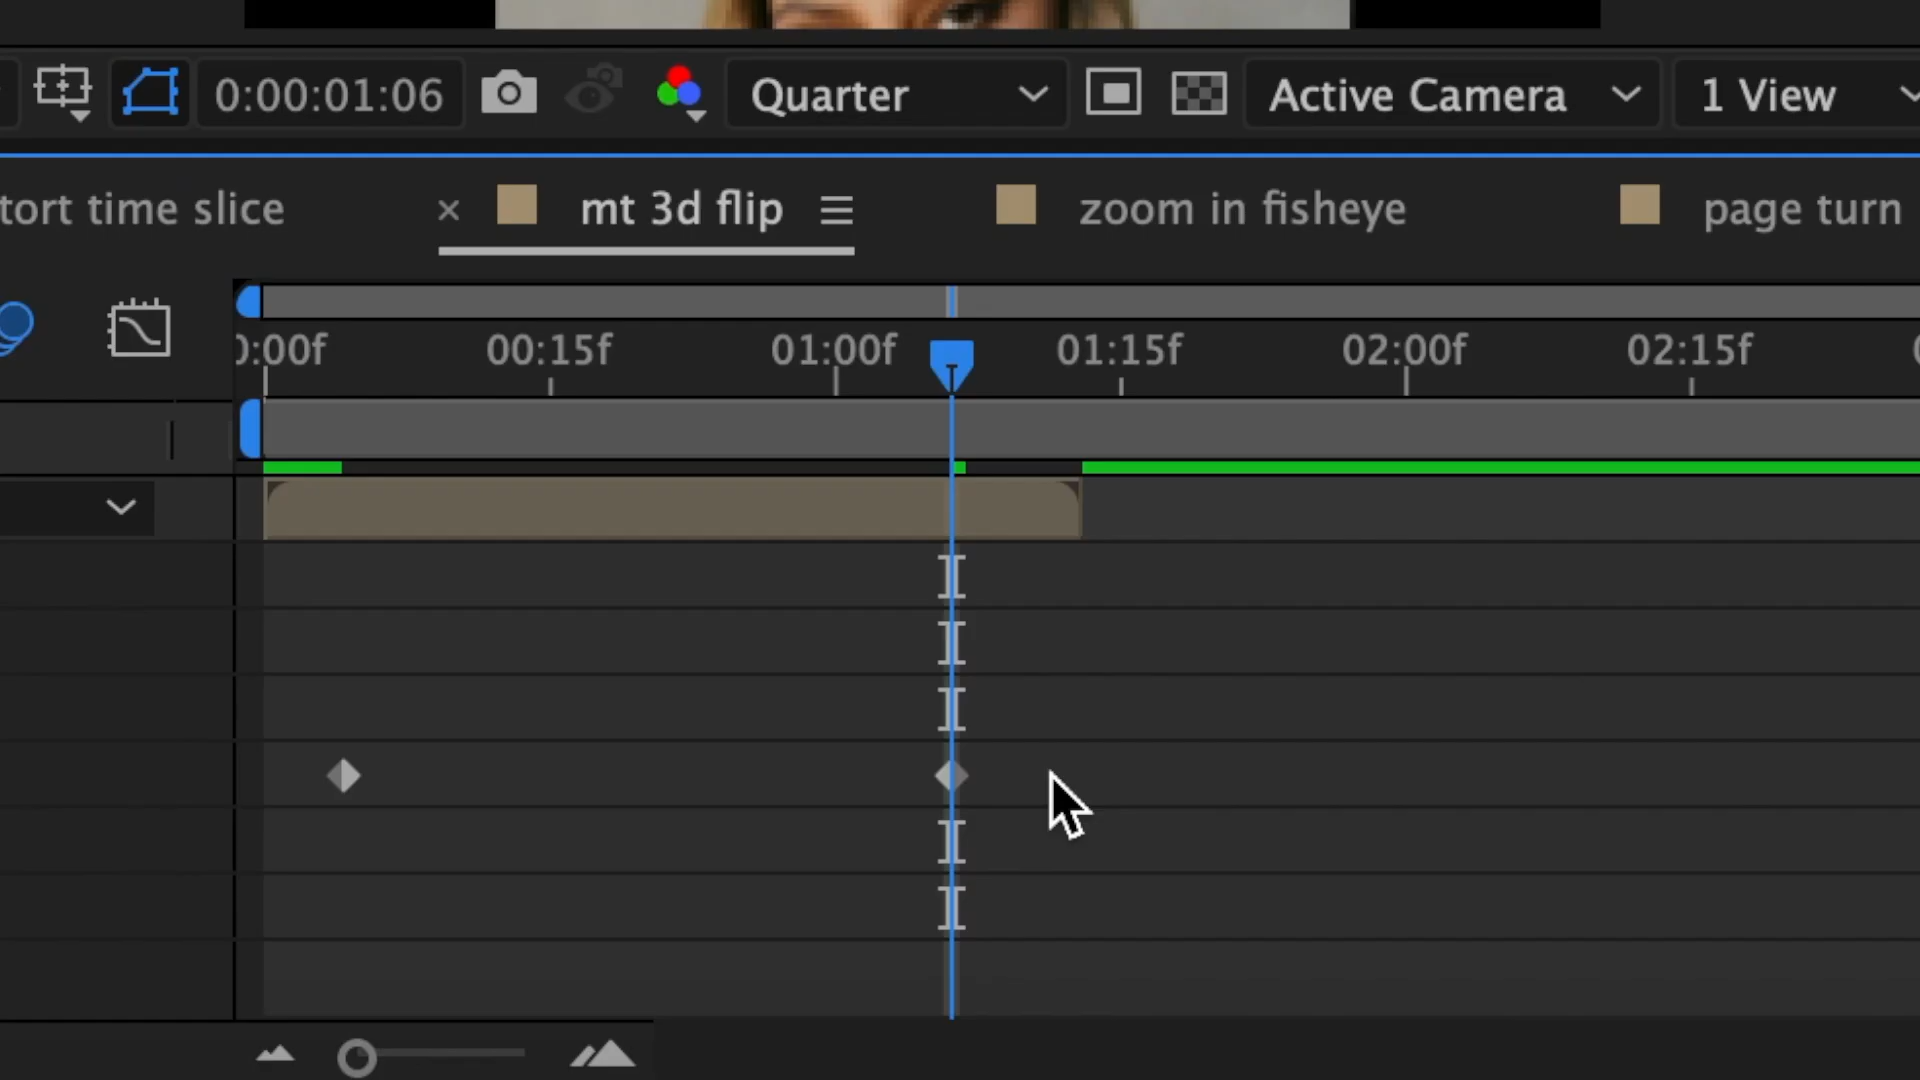 0:00:01:06 Quarter Active Camera 1 View
tort time slice × mt 3d flip zoom in fisheye page turn
0:00f 00:15f 01:00f 01:15f 02:00f 02:15f